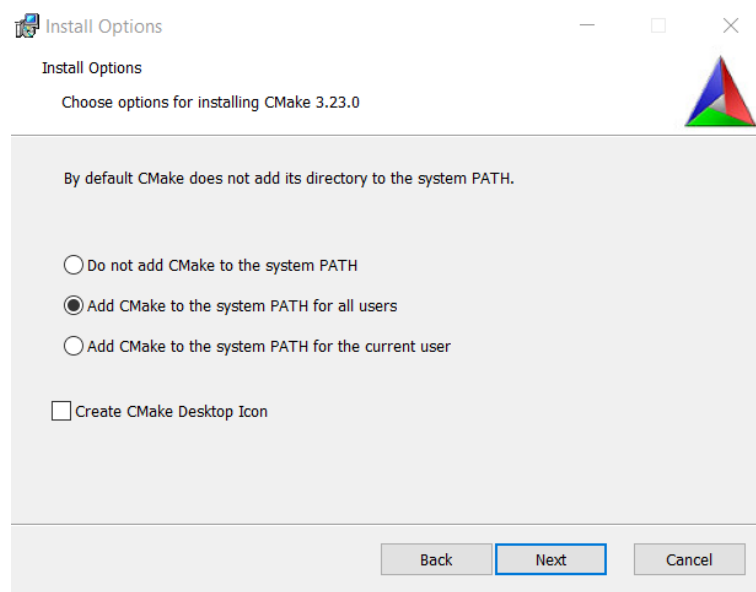 Install Options
Install Options
Choose options for installing CMake 3.23.0
By default CMake does not add its directory to the system PATH.
Do not add CMake to the system PATH
Add CMake to the system PATH for all users
Add CMake to the system PATH for the current user
Create CMake Desktop Icon
Back Next Cancel